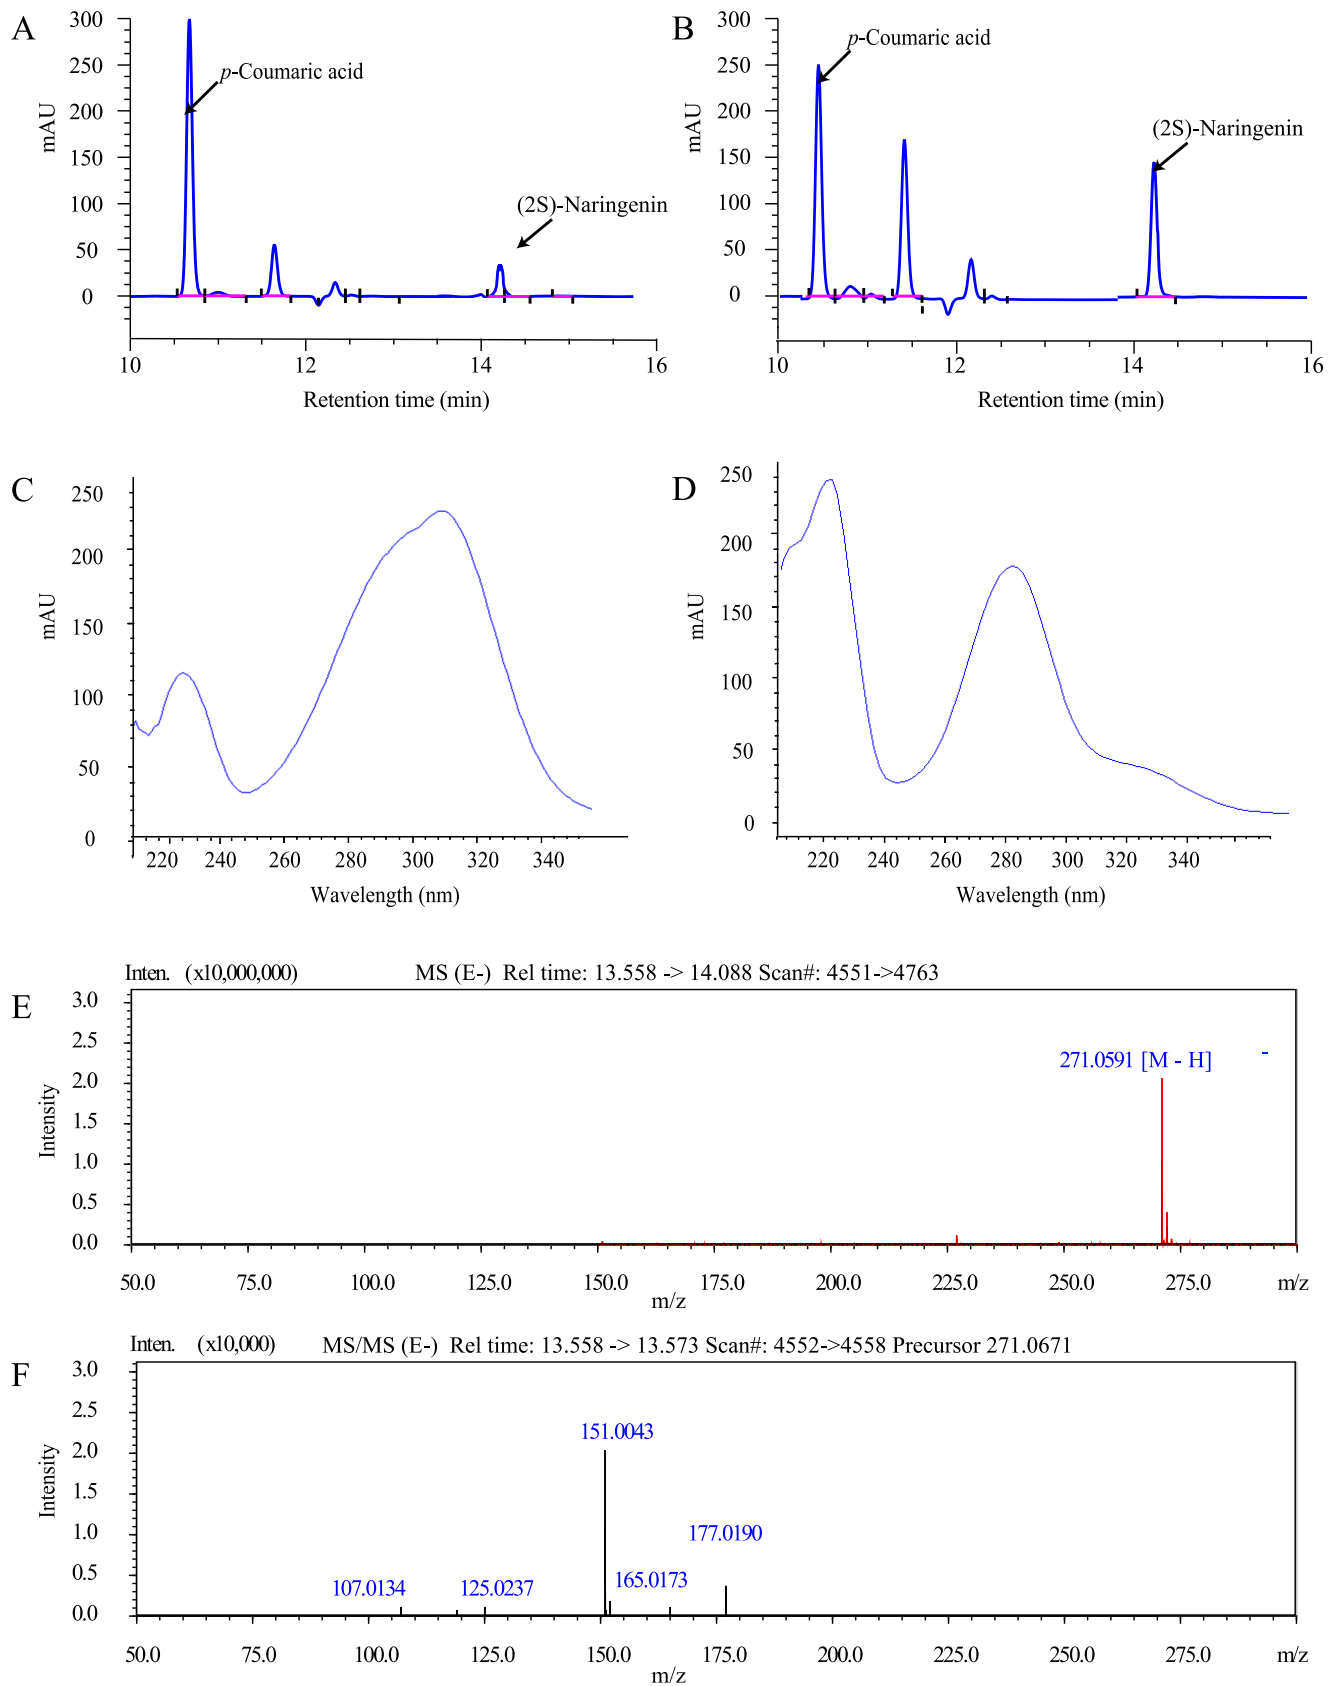 A
300
250
200
150
100
50
0
mAU
p-Coumaric acid
(2S)-Naringenin
10
12
14
16
Retention time (min)
B
300
250
200
150
100
50
0
mAU
p-Coumaric acid
(2S)-Naringenin
10
12
14
16
Retention time (min)
C
250
200
150
100
50
0
mAU
220 240 260 280 300 320 340
Wavelength (nm)
D
250
200
150
100
50
0
mAU
220 240 260 280 300 320 340
Wavelength (nm)
Inten. (x10,000,000) MS (E-) Rel time: 13.558 -> 14.088 Scan#: 4551->4763
E
3.0
2.5
2.0
1.5
1.0
0.5
0.0
Intensity
271.0591 [M - H] -
50.0 75.0 100.0 125.0 150.0 175.0 200.0 225.0 250.0 275.0 m/z
m/z
Inten. (x10,000) MS/MS (E-) Rel time: 13.558 -> 13.573 Scan#: 4552->4558 Precursor 271.0671
F
3.0
2.5
2.0
1.5
1.0
0.5
0.0
Intensity
151.0043
177.0190
107.0134
125.0237
165.0173
50.0 75.0 100.0 125.0 150.0 175.0 200.0 225.0 250.0 275.0 m/z
m/z